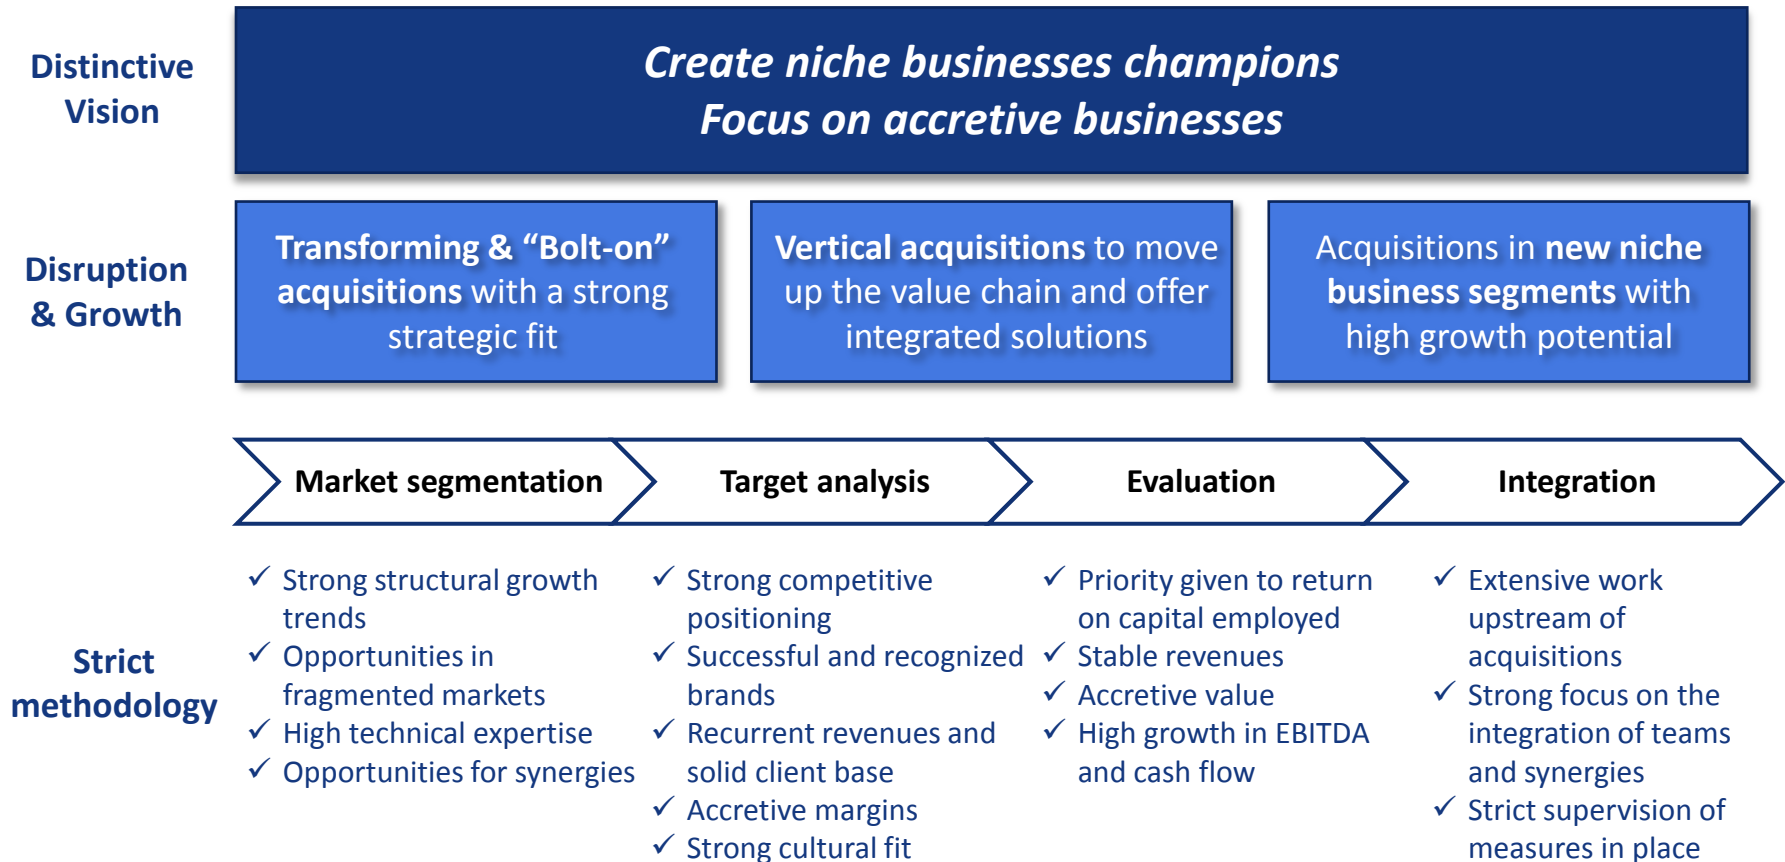 Distinctive
Vision
Create niche businesses champions
Focus on accretive businesses
Disruption
& Growth
Transforming & “Bolt-on”
acquisitions with a strong
strategic fit
Vertical acquisitions to move
up the value chain and offer
integrated solutions
Acquisitions in new niche
business segments with
high growth potential
Market segmentation
Target analysis
Evaluation
Integration
Strict
methodology
✓ Strong structural growth
trends
✓ Opportunities in
fragmented markets
✓ High technical expertise
✓ Opportunities for synergies
✓ Strong competitive
positioning
✓ Successful and recognized
brands
✓ Recurrent revenues and
solid client base
✓ Accretive margins
✓ Strong cultural fit
✓ Priority given to return
on capital employed
✓ Stable revenues
✓ Accretive value
✓ High growth in EBITDA
and cash flow
✓ Extensive work
upstream of
acquisitions
✓ Strong focus on the
integration of teams
and synergies
✓ Strict supervision of
measures in place